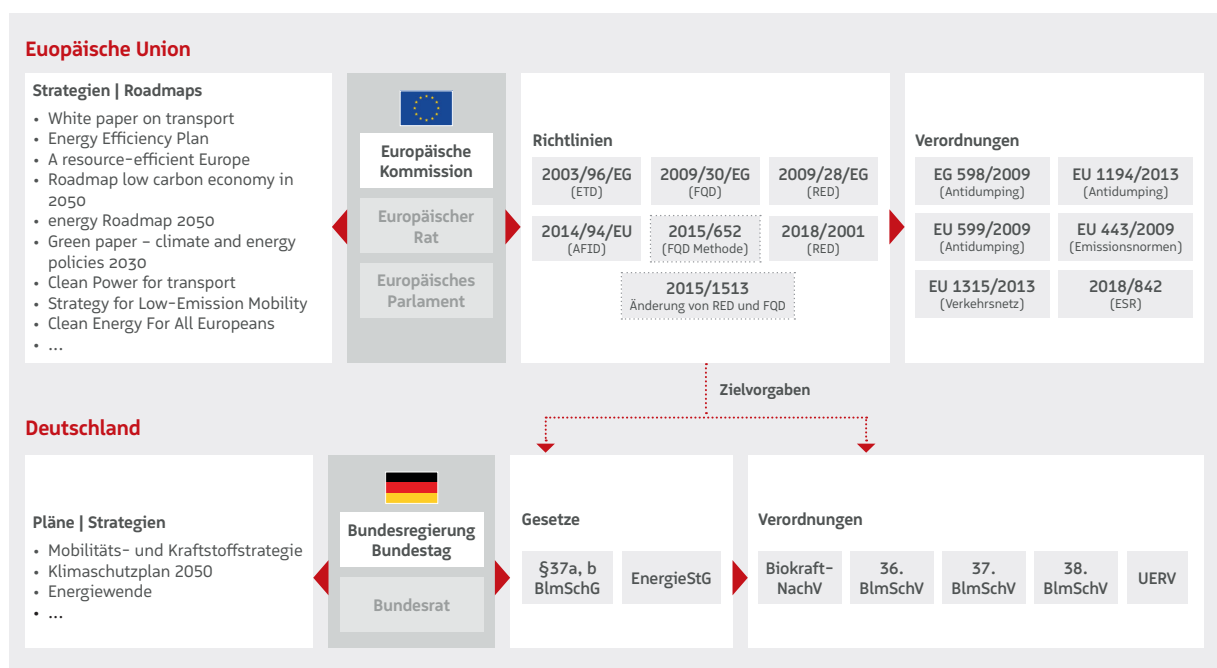 Euopäische Union
Strategien | Roadmaps
• White paper on transport
• Energy Efficiency Plan
• A resource-efficient Europe
• Roadmap low carbon economy in
2050
• energy Roadmap 2050
• Green paper – climate and energy
policies 2030
• Clean Power for transport
• Strategy for Low-Emission Mobility
• Clean Energy For All Europeans
• ...
Europäische
Kommission
Europäischer
Rat
Europäisches
Parlament
Richtlinien
2003/96/EG
(ETD)
2009/30/EG
(FQD)
2009/28/EG
(RED)
2014/94/EU
(AFID)
2015/652
(FQD Methode)
2018/2001
(RED)
2015/1513
Änderung von RED und FQD
Verordnungen
EG 598/2009
(Antidumping)
EU 1194/2013
(Antidumping)
EU 599/2009
(Antidumping)
EU 443/2009
(Emissionsnormen)
EU 1315/2013
(Verkehrsnetz)
2018/842
(ESR)
Zielvorgaben
Deutschland
Pläne | Strategien
• Mobilitäts- und Kraftstoffstrategie
• Klimaschutzplan 2050
• Energiewende
• ...
Bundesregierung
Bundestag
Bundesrat
Gesetze
§37a, b
BlmSchG
EnergieStG
Verordnungen
Biokraft-
NachV
36.
BlmSchV
37.
BlmSchV
38.
BlmSchV
UERV